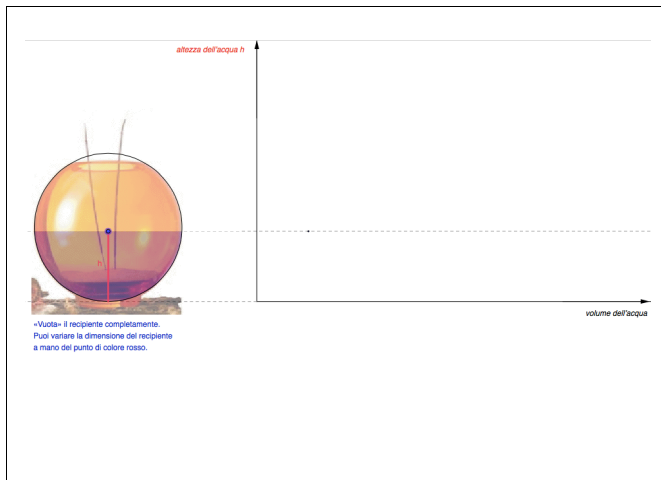 altezza dell'acqua h
h
volume dell'acqua
«Vuota» il recipiente completamente.
Puoi variare la dimensione del recipiente
a mano del punto di colore rosso.